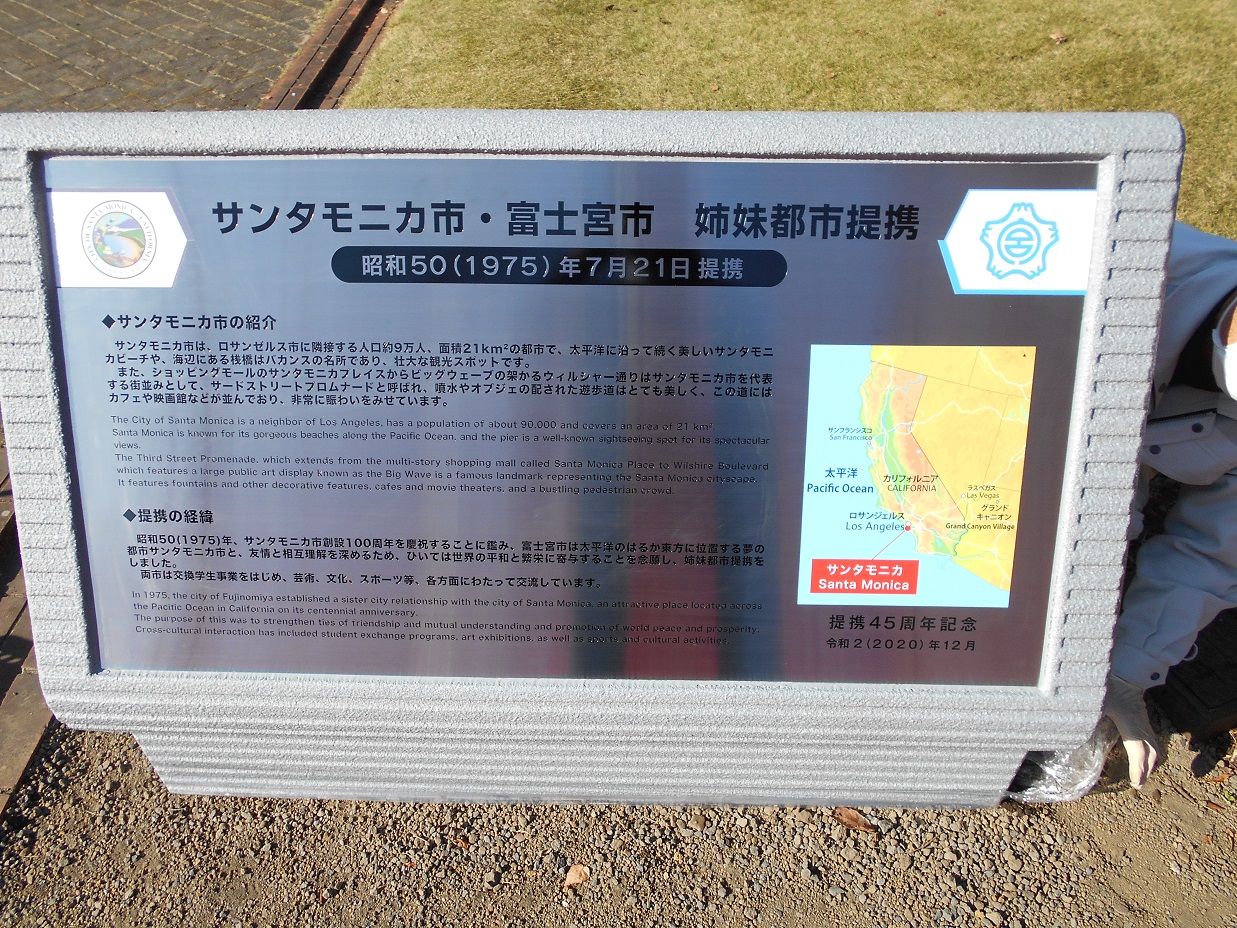 サンタモニカ市・富士宮市　姉妹都市提携
昭和50(1975)年7月21日提携
◆サンタモニカ市の紹介
サンタモニカ市は、ロサンゼルス市に隣接する人口約9万人、面積21km²の都市で、太平洋に沿って続く美しいサンタモニ
カビーチや、海辺にある桟橋はバカンスの名所であり、壮大な観光スポットです。
また、ショッピングモールのサンタモニカプレイスからビッグウェーブの架かるウィルシャー通りはサンタモニカ市を代表
する街並みとして、サードストリートプロムナードと呼ばれ、噴水やオブジェの配された遊歩道はとても美しく、この道には
カフェや映画館などが並んでおり、非常に賑わいをみせています。
The City of Santa Monica is a neighbor of Los Angeles, has a population of about 90,000 and covers an area of 21 km².
Santa Monica is known for its gorgeous beaches along the Pacific Ocean, and the pier is a well-known sightseeing spot for its spectacular
views.
The Third Street Promenade, which extends from the multi-story shopping mall called Santa Monica Place to Wilshire Boulevard
which features a large public art display known as the Big Wave is a famous landmark representing the Santa Monica cityscape.
It features fountains and other decorative features, cafes and movie theaters, and a bustling pedestrian crowd.
◆提携の経緯
昭和50(1975)年、サンタモニカ市創設100周年を慶祝することに鑑み、富士宮市は太平洋のはるか東方に位置する夢の
都市サンタモニカ市と、友情と相互理解を深めるため、ひいては世界の平和と繁栄に寄与することを念願し、姉妹都市提携を
しました。
両市は交換学生事業をはじめ、芸術、文化、スポーツ等、各方面にわたって交流しています。
In 1975, the city of Fujinomiya established a sister city relationship with the city of Santa Monica, an attractive place located across
the Pacific Ocean in California on its centennial anniversary.
The purpose of this was to strengthen ties of friendship and mutual understanding and promotion of world peace and prosperity.
Cross-cultural interaction has included student exchange programs, art exhibitions, as well as sports and cultural activities.
サンフランシスコ
San Francisco
太平洋
Pacific Ocean
カリフォルニア
CALIFORNIA
ラスベガス
Las Vegas
グランド
キャニオン
Grand Canyon Village
ロサンジェルス
Los Angeles
サンタモニカ
Santa Monica
提携45周年記念
令和2(2020)年12月